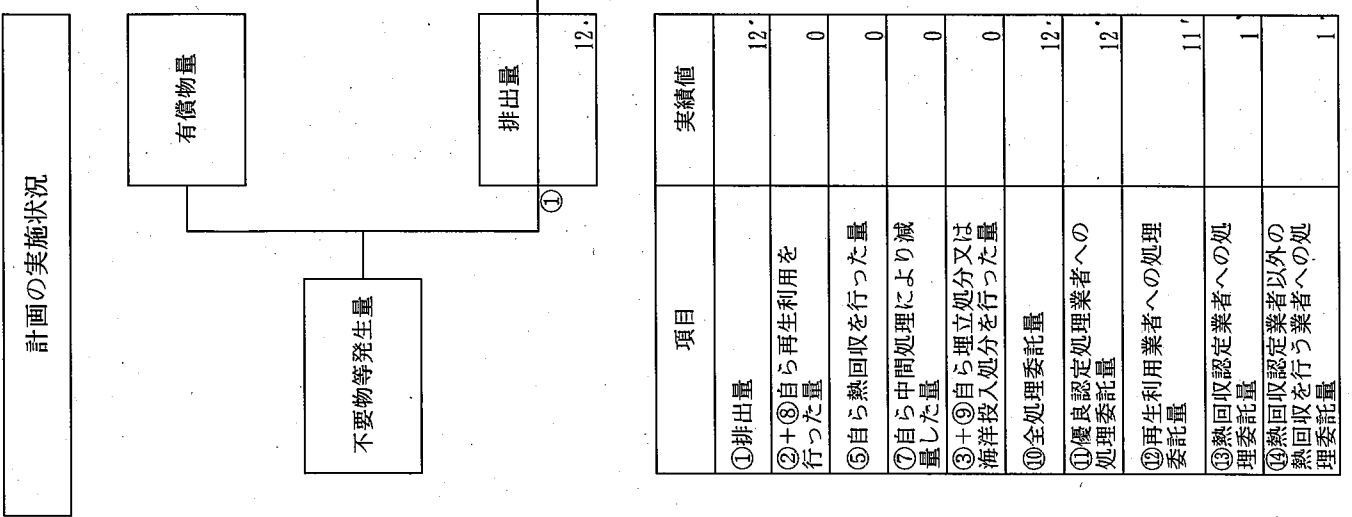 計画の実施状況
有償物量
不要物等発生量
排出量
①
12.
項目
実績値
①排出量
12
②+⑧自ら再生利用を
行った量
0
⑤自ら熱回収を行った量
0
⑦自ら中間処理により減
量した量
0
③+⑨自ら埋立処分又は
海洋投入処分を行った量
0
⑩全処理委託量
12
⑪優良認定処理業者への
処理委託量
12
⑫再生利用業者への処理
委託量
11
⑬熱回収認定業者への処
理委託量
1
⑭熱回収認定業者以外の
熱回収を行う業者への処
理委託量
1